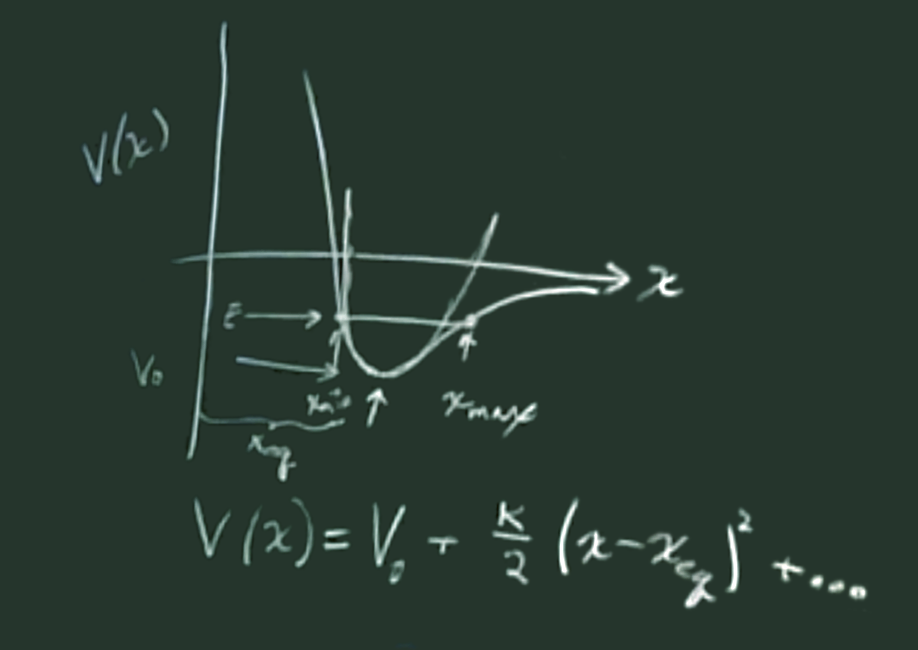 V(x)
x
E
V₀
x_min
x_max
x_eq
V(x) = V₀ + K/2 (x - x_eq)² + ...